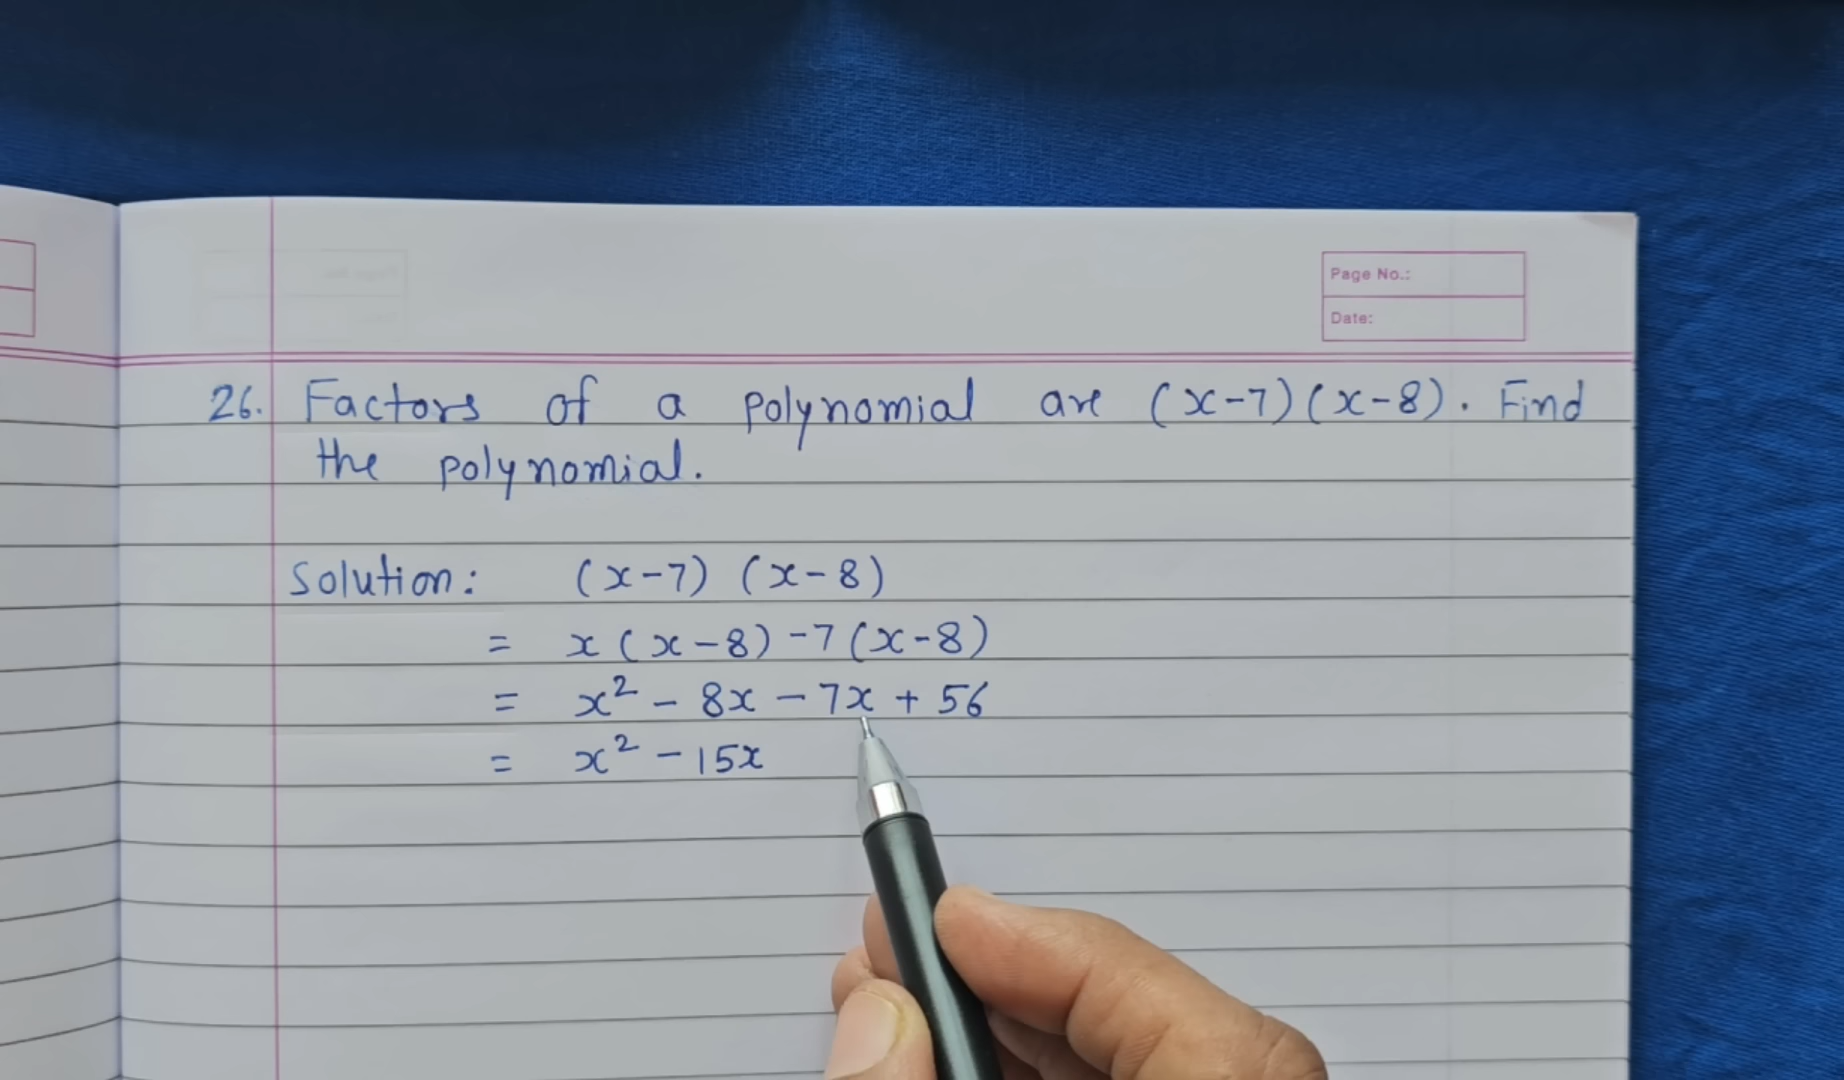 Page No.:
Date:
26. Factors of a polynomial are (x-7)(x-8). Find
the polynomial.
Solution: (x-7) (x-8)
= x(x-8)-7(x-8)
= x² - 8x - 7x + 56
= x² - 15x